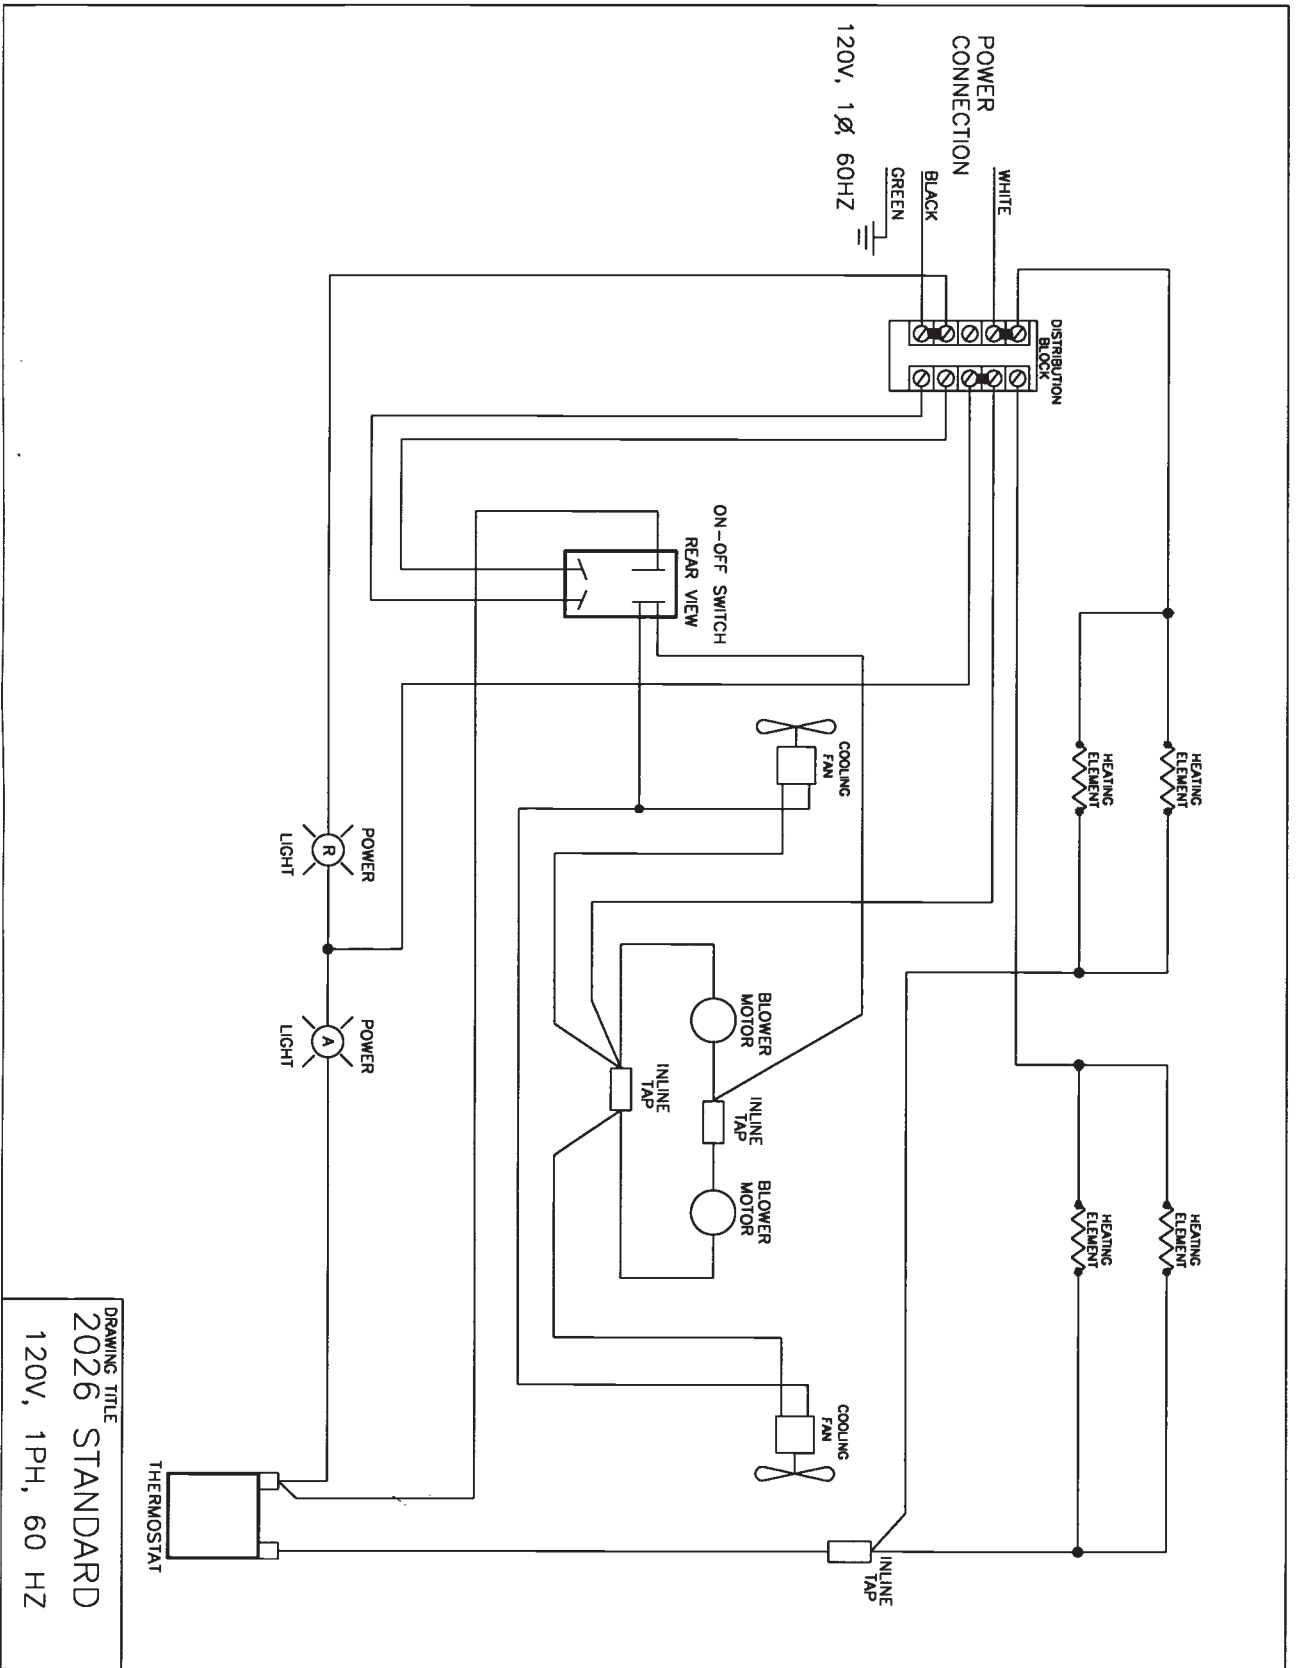 POWER
CONNECTION
120V, 1Ø, 60HZ
WHITE
BLACK
GREEN
DISTRIBUTION
BLOCK
HEATING
ELEMENT
HEATING
ELEMENT
HEATING
ELEMENT
HEATING
ELEMENT
ON-OFF SWITCH
REAR VIEW
COOLING
FAN
BLOWER
MOTOR
INLINE
TAP
BLOWER
MOTOR
INLINE
TAP
COOLING
FAN
INLINE
TAP
POWER
R
LIGHT
POWER
A
LIGHT
THERMOSTAT
DRAWING TITLE
2026 STANDARD
120V, 1PH, 60 HZ